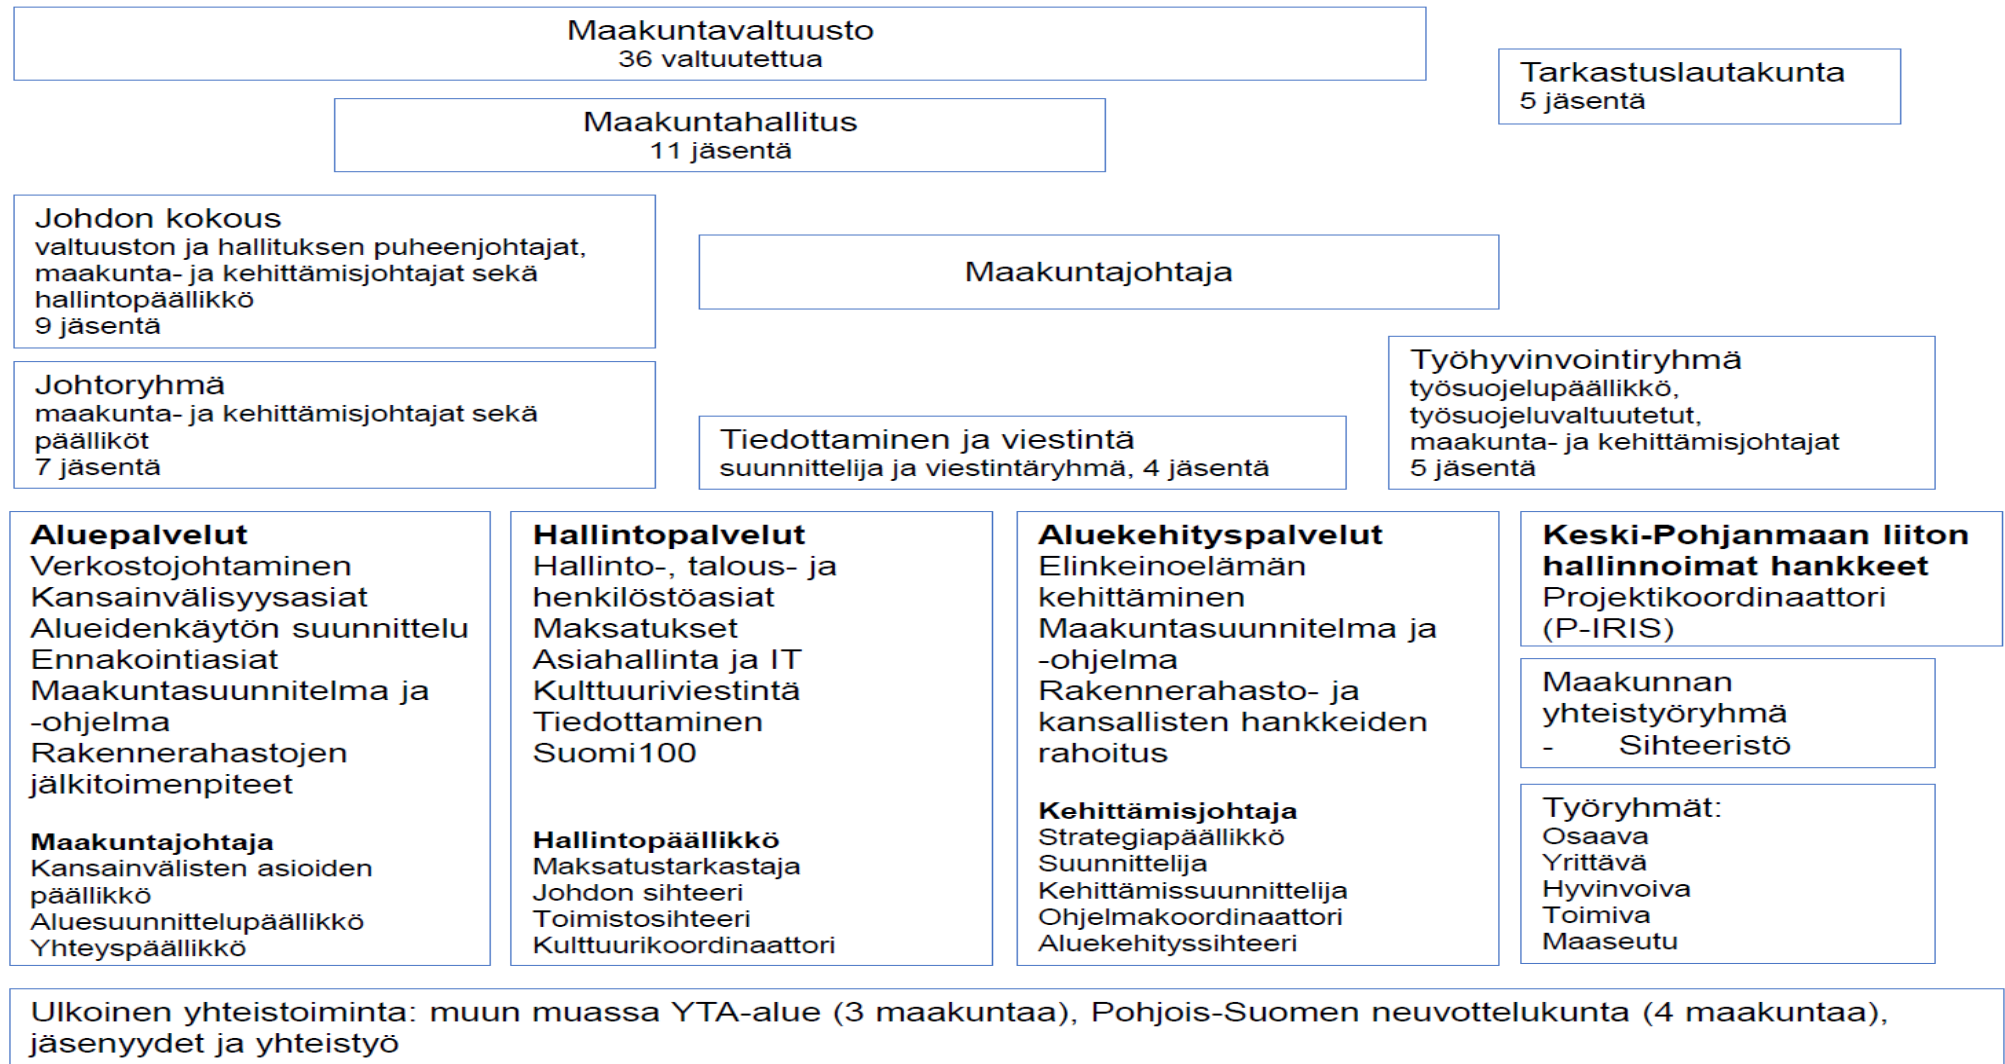 Maakuntavaltuusto
36 valtuutettua
Tarkastuslautakunta
5 jäsentä
Maakuntahallitus
11 jäsentä
Johdon kokous
valtuuston ja hallituksen puheenjohtajat,
maakunta- ja kehittämisjohtajat sekä
hallintopäällikkö
9 jäsentä
Maakuntajohtaja
Johtoryhmä
maakunta- ja kehittämisjohtajat sekä
päälliköt
7 jäsentä
Tiedottaminen ja viestintä
suunnittelija ja viestintäryhmä, 4 jäsentä
Työhyvinvointiryhmä
työsuojelupäällikkö,
työsuojeluvaltuutetut,
maakunta- ja kehittämisjohtajat
5 jäsentä
Aluepalvelut
Verkostojohtaminen
Kansainvälisyysasiat
Alueidenkäytön suunnittelu
Ennakointiasiat
Maakuntasuunnitelma ja
-ohjelma
Rakennerahastojen
jälkitoimenpiteet
Maakuntajohtaja
Kansainvälisten asioiden
päällikkö
Aluesuunnittelupäällikkö
Yhteyspäällikkö
Hallintopalvelut
Hallinto-, talous- ja
henkilöstöasiat
Maksatukset
Asiahallinta ja IT
Kulttuuriviestintä
Tiedottaminen
Suomi100
Hallintopäällikkö
Maksatustarkastaja
Johdon sihteeri
Toimistosihteeri
Kulttuurikoordinaattori
Aluekehityspalvelut
Elinkeinoelämän
kehittäminen
Maakuntasuunnitelma ja
-ohjelma
Rakennerahasto- ja
kansallisten hankkeiden
rahoitus
Kehittämisjohtaja
Strategiapäällikkö
Suunnittelija
Kehittämissuunnittelija
Ohjelmakoordinaattori
Aluekehityssihteeri
Keski-Pohjanmaan liiton
hallinnoimat hankkeet
Projektikoordinaattori
(P-IRIS)
Maakunnan
yhteistyöryhmä
- Sihteeristö
Työryhmät:
Osaava
Yrittävä
Hyvinvoiva
Toimiva
Maaseutu
Ulkoinen yhteistoiminta: muun muassa YTA-alue (3 maakuntaa), Pohjois-Suomen neuvottelukunta (4 maakuntaa),
jäsenyydet ja yhteistyö